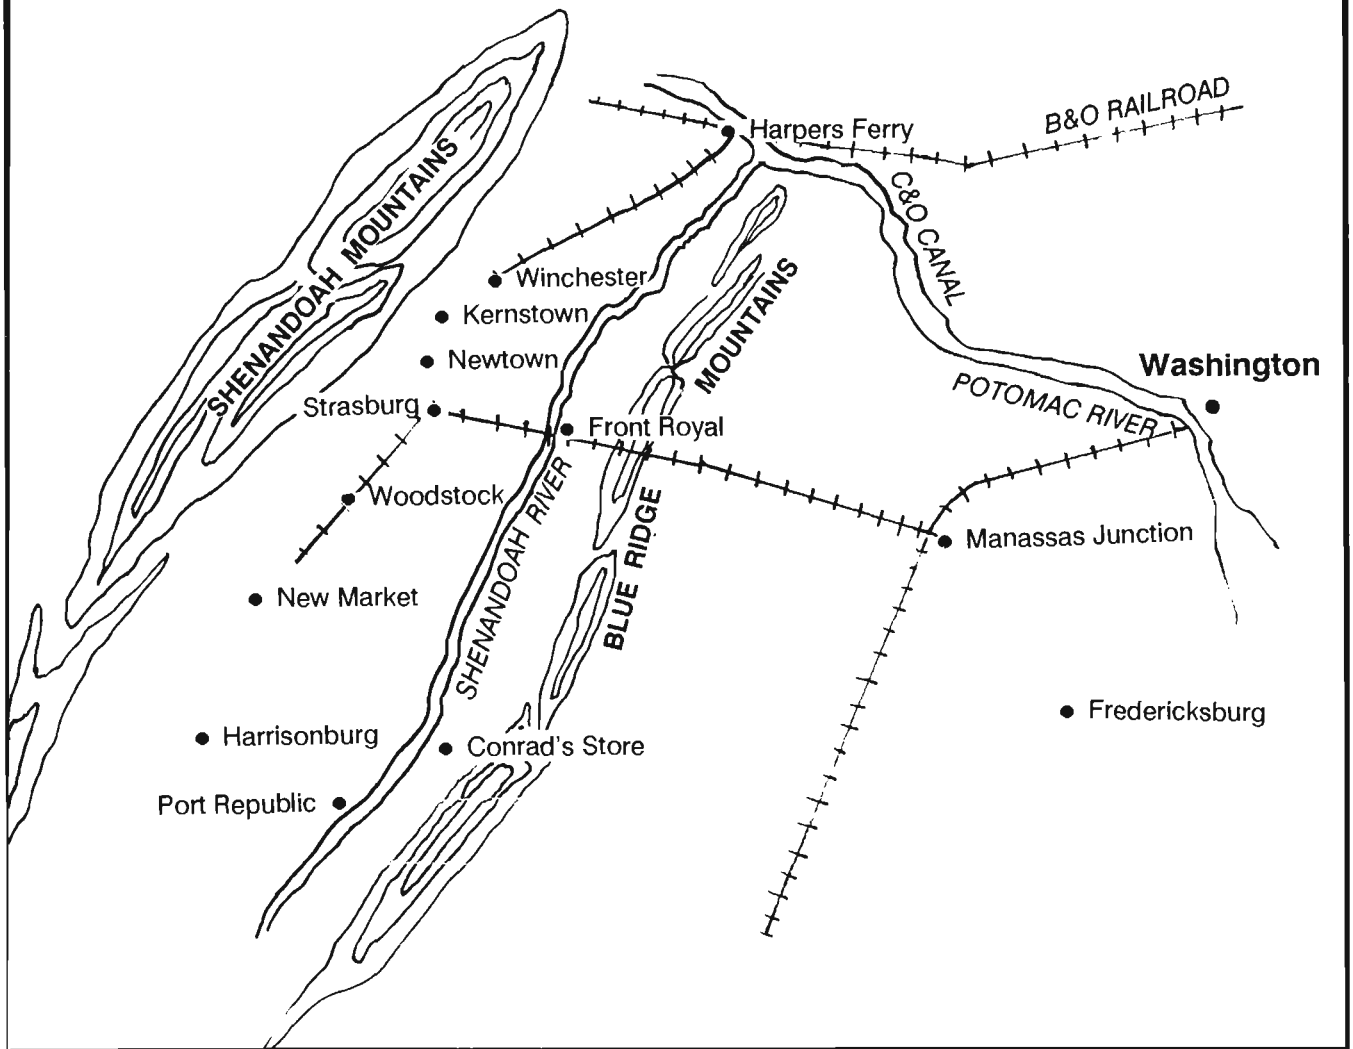 B&O RAILROAD
Harpers Ferry
C&O CANAL
SHENANDOAH MOUNTAINS
Winchester
Kernstown
Newtown
MOUNTAINS
Washington
POTOMAC RIVER
Strasburg
Front Royal
Woodstock
SHENANDOAH RIVER
BLUE RIDGE
Manassas Junction
New Market
Fredericksburg
Harrisonburg
Conrad's Store
Port Republic